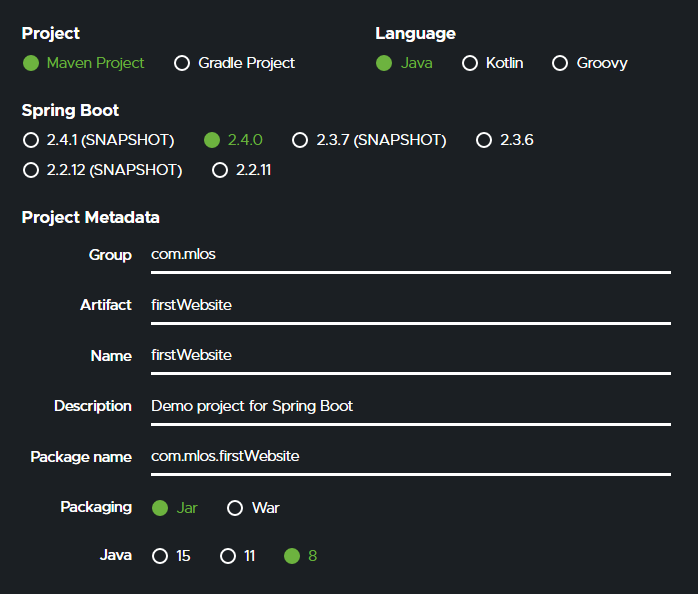 Project Language
Maven Project Gradle Project Java Kotlin Groovy
Spring Boot
2.4.1 (SNAPSHOT) 2.4.0 2.3.7 (SNAPSHOT) 2.3.6
2.2.12 (SNAPSHOT) 2.2.11
Project Metadata
Group com.mlos
Artifact firstWebsite
Name firstWebsite
Description Demo project for Spring Boot
Package name com.mlos.firstWebsite
Packaging Jar War
Java 15 11 8